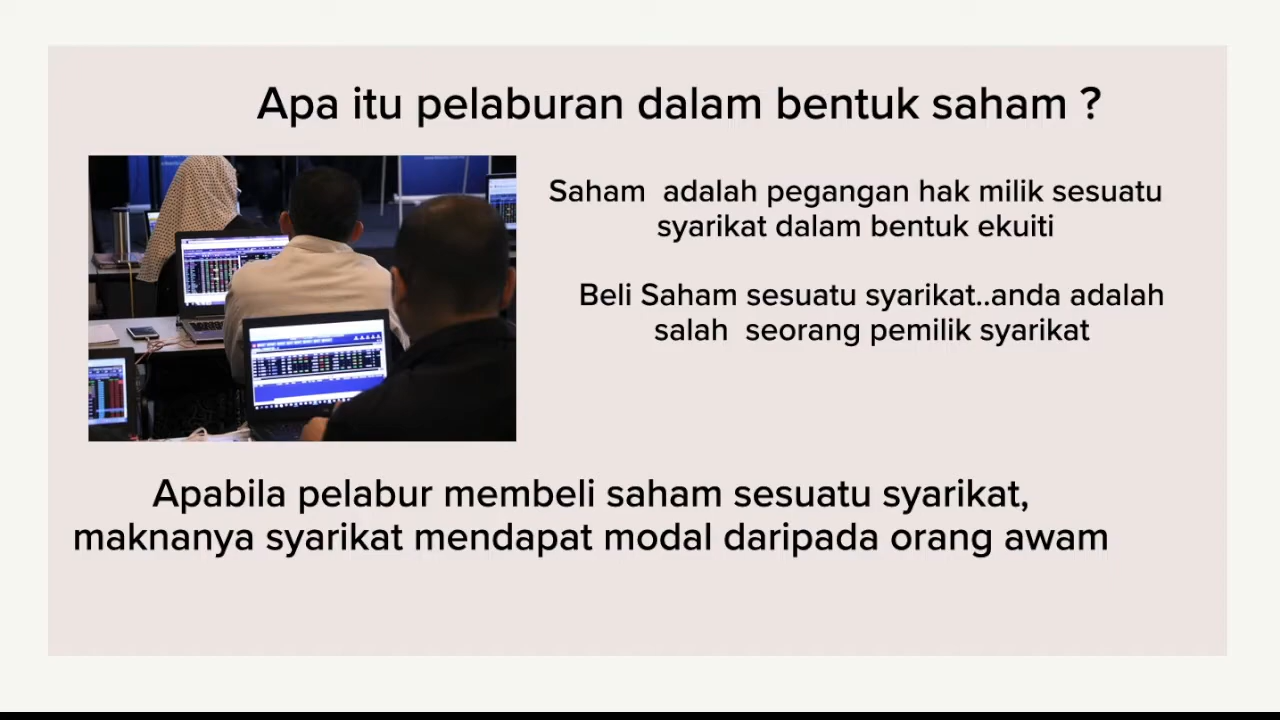 Apa itu pelaburan dalam bentuk saham ?
Saham adalah pegangan hak milik sesuatu
syarikat dalam bentuk ekuiti
Beli Saham sesuatu syarikat..anda adalah
salah seorang pemilik syarikat
Apabila pelabur membeli saham sesuatu syarikat,
maknanya syarikat mendapat modal daripada orang awam